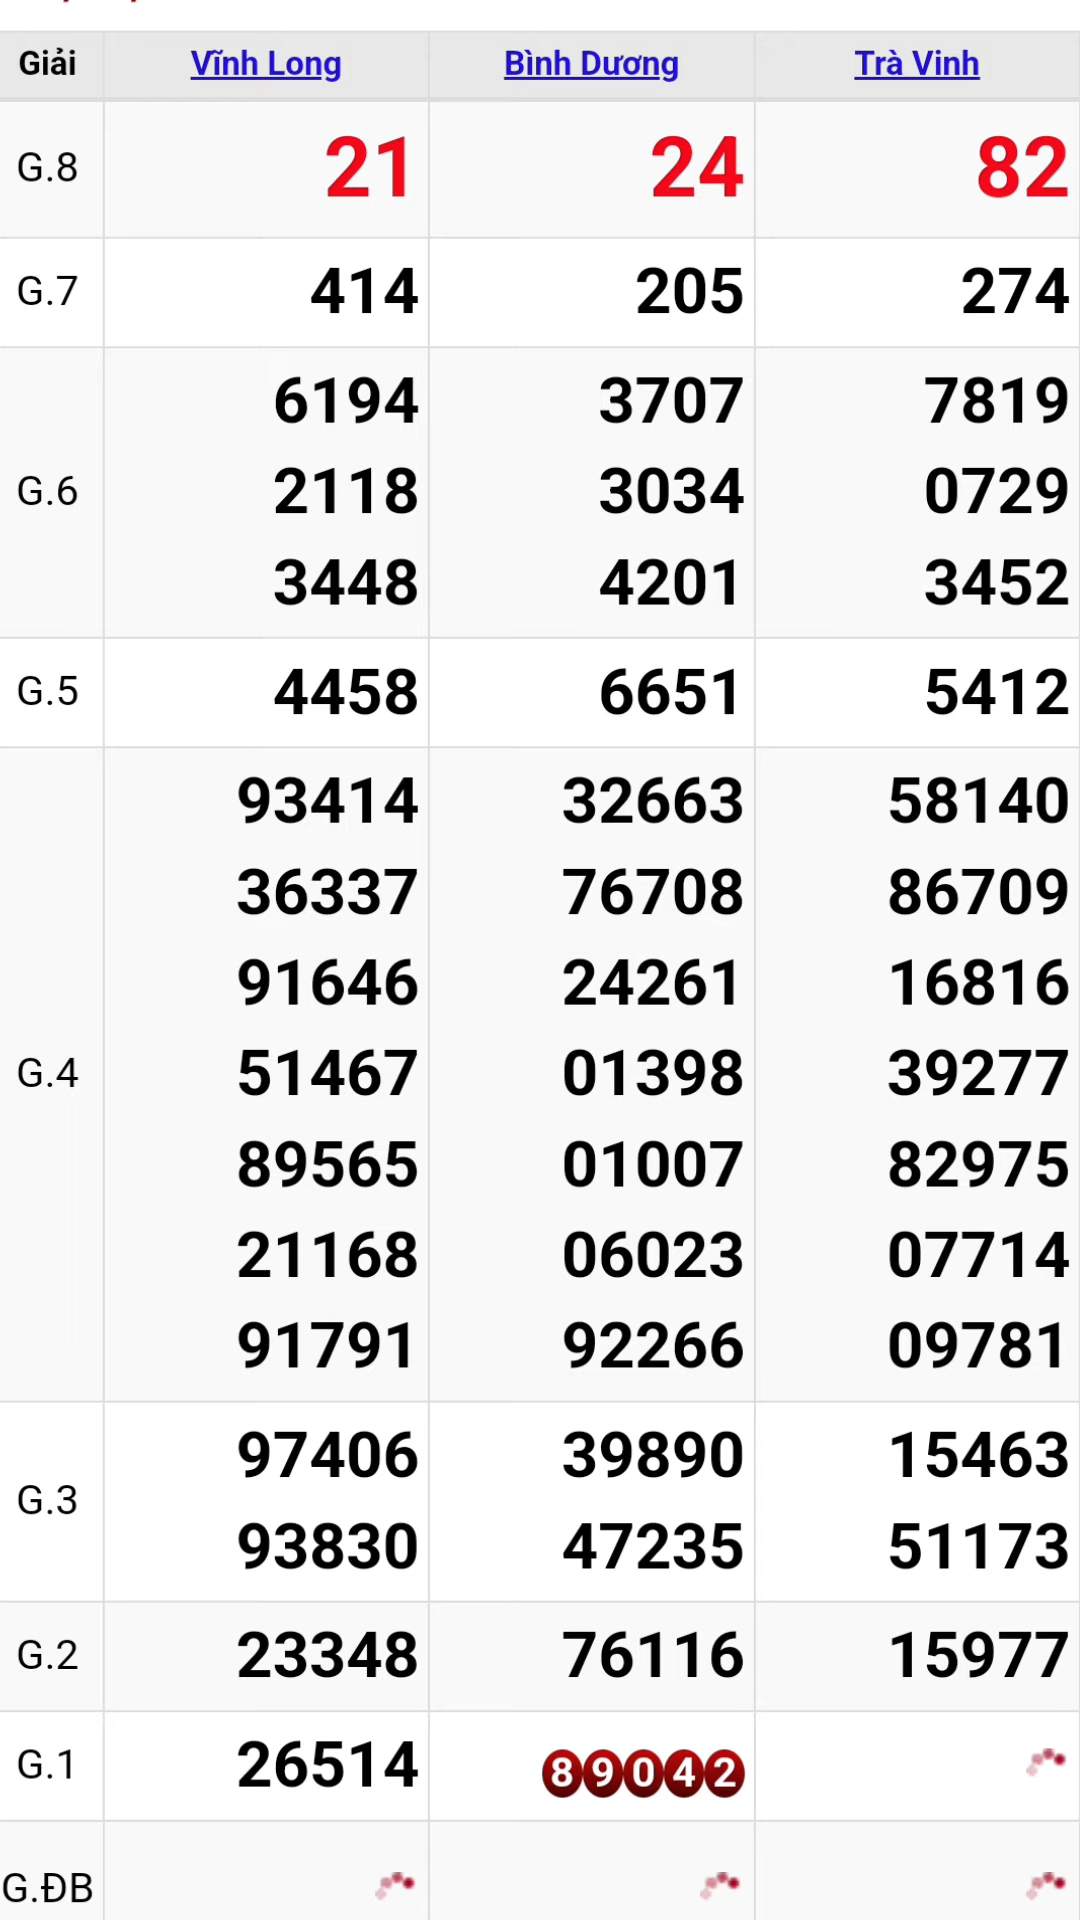 Giải Vĩnh Long Bình Dương Trà Vinh
G.8 21 24 82
G.7 414 205 274
6194 3707 7819
G.6 2118 3034 0729
3448 4201 3452
G.5 4458 6651 5412
93414 32663 58140
36337 76708 86709
91646 24261 16816
G.4 51467 01398 39277
89565 01007 82975
21168 06023 07714
91791 92266 09781
97406 39890 15463
G.3
93830 47235 51173
G.2 23348 76116 15977
G.1 26514 89042
G.ĐB